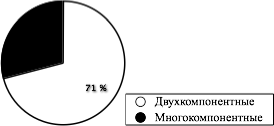 71 %
Двухкомпонентные
Многокомпонентные